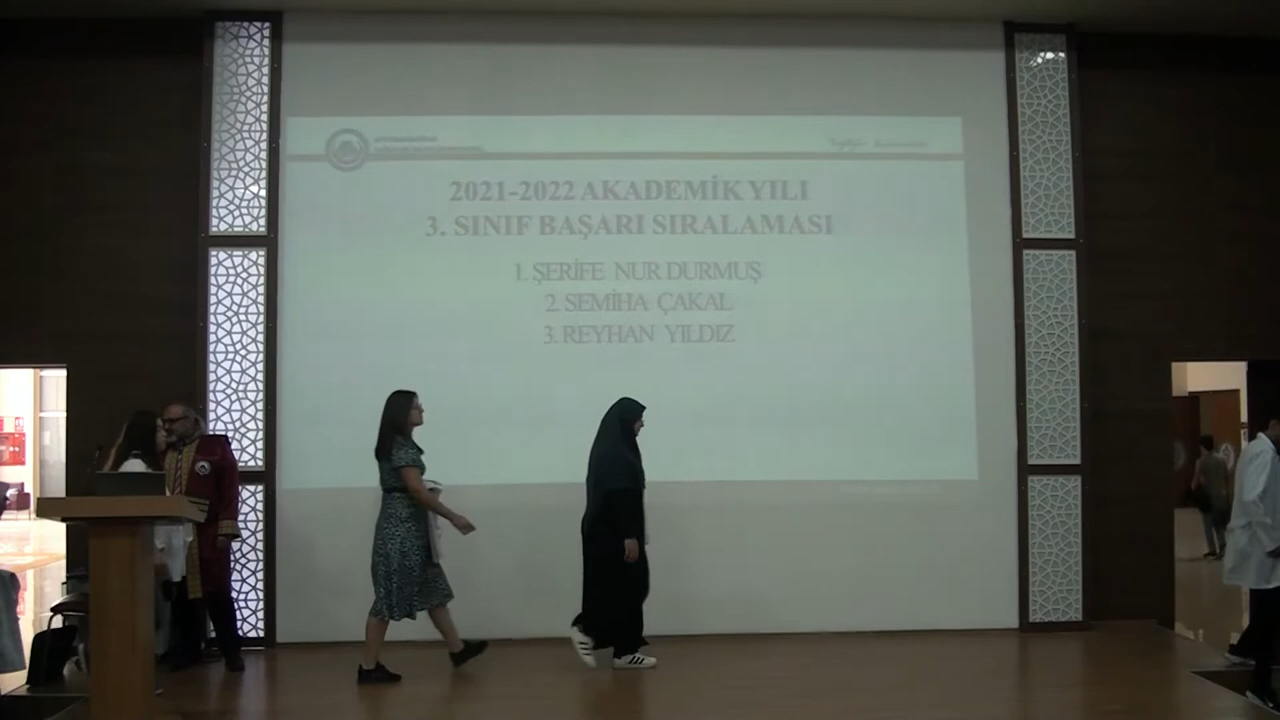 2021-2022 AKADEMİK YILI
3. SINIF BAŞARI SIRALAMASI
1. ŞERİFE NUR DURMUŞ
2. SEMİHA ÇAKAL
3. REYHAN YILDIZ